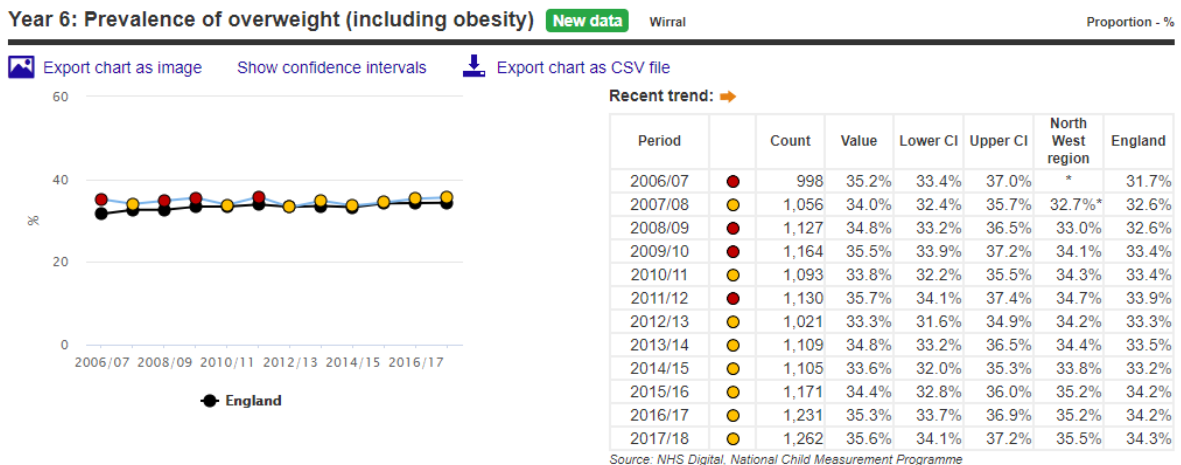 Year 6: Prevalence of overweight (including obesity) New data Wirral Proportion - %
Export chart as image Show confidence intervals Export chart as CSV file
60
40
%
20
0
2006/07 2008/09 2010/11 2012/13 2014/15 2016/17
England
Recent trend:
Period Count Value Lower CI Upper CI North West region England
2006/07 998 35.2% 33.4% 37.0% * 31.7%
2007/08 1,056 34.0% 32.4% 35.7% 32.7%* 32.6%
2008/09 1,127 34.8% 33.2% 36.5% 33.0% 32.6%
2009/10 1,164 35.5% 33.9% 37.2% 34.1% 33.4%
2010/11 1,093 33.8% 32.2% 35.5% 34.3% 33.4%
2011/12 1,130 35.7% 34.1% 37.4% 34.7% 33.9%
2012/13 1,021 33.3% 31.6% 34.9% 34.2% 33.3%
2013/14 1,109 34.8% 33.2% 36.5% 34.4% 33.5%
2014/15 1,105 33.6% 32.0% 35.3% 33.8% 33.2%
2015/16 1,171 34.4% 32.8% 36.0% 35.2% 34.2%
2016/17 1,231 35.3% 33.7% 36.9% 35.2% 34.2%
2017/18 1,262 35.6% 34.1% 37.2% 35.5% 34.3%
Source: NHS Digital, National Child Measurement Programme